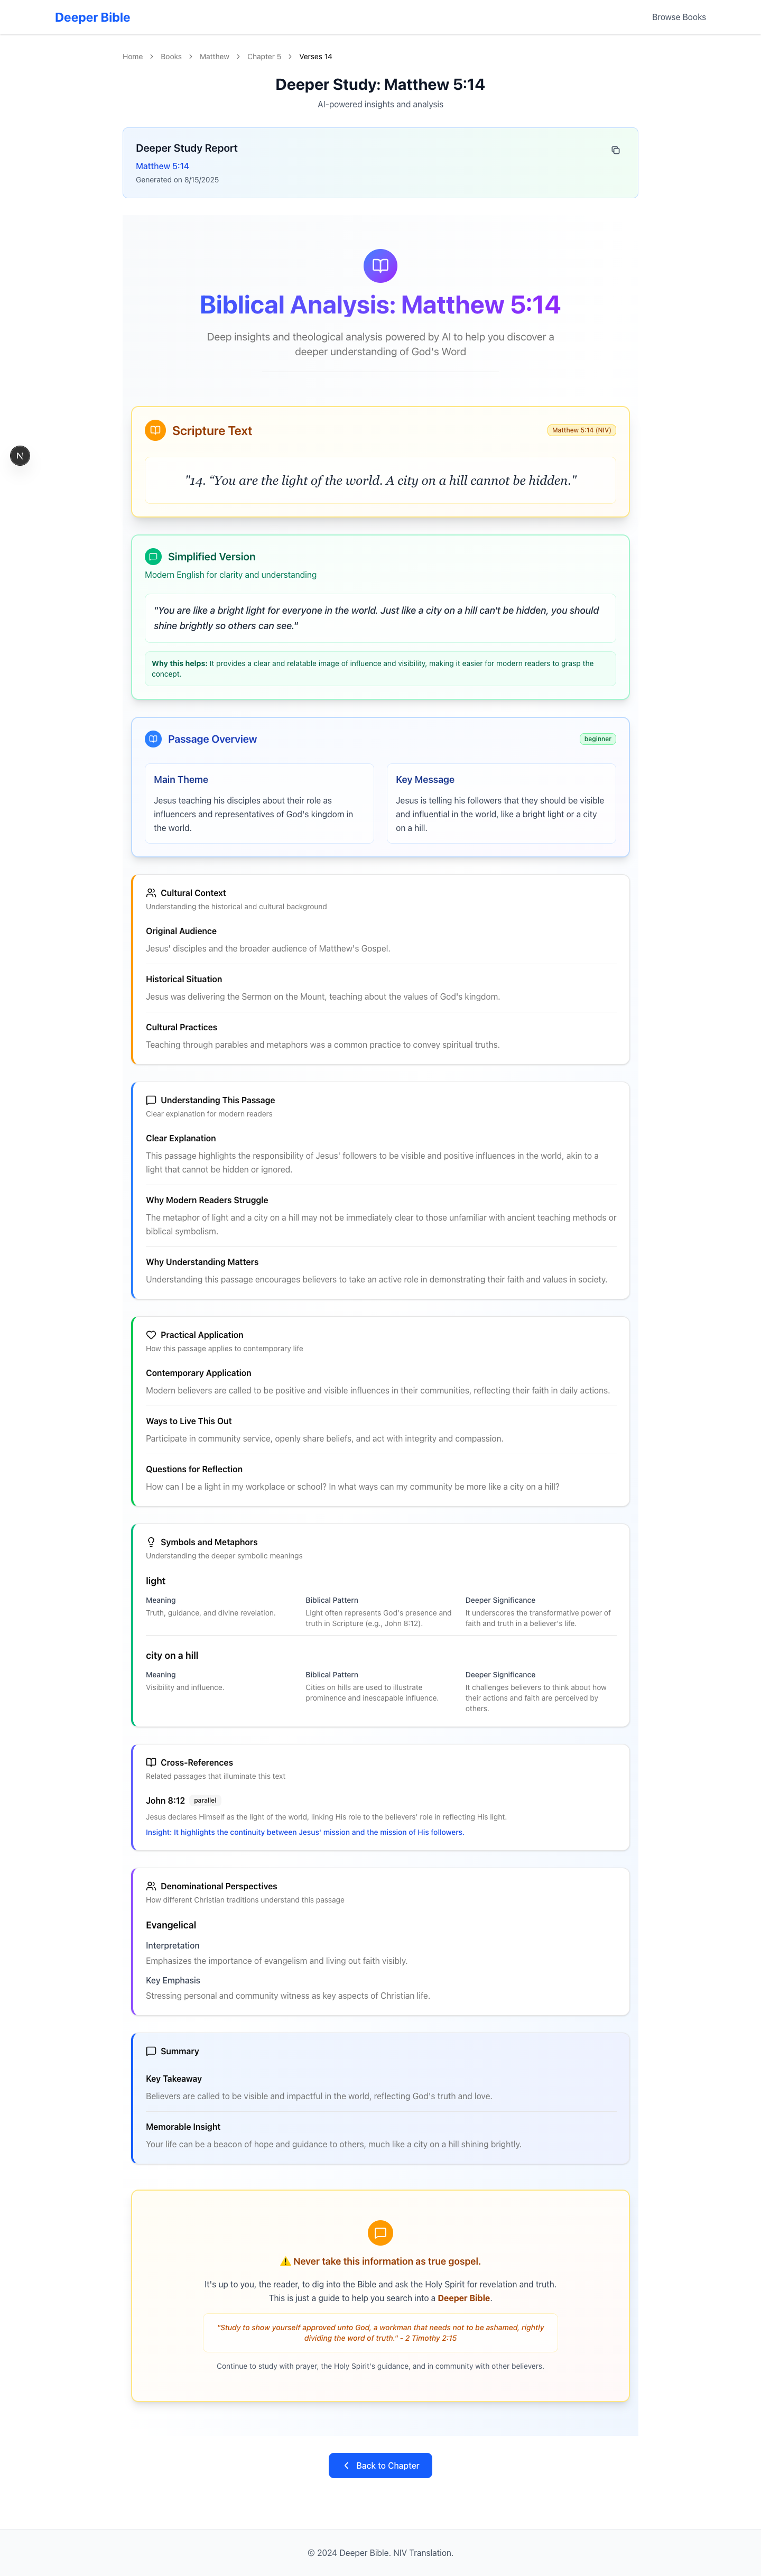 Deeper Bible
Browse Books
Home > Books > Matthew > Chapter 5 > Verses 14
Deeper Study: Matthew 5:14
AI-powered insights and analysis
Deeper Study Report
Matthew 5:14
Generated on 8/15/2025
Biblical Analysis: Matthew 5:14
Deep insights and theological analysis powered by AI to help you discover a
deeper understanding of God's Word
N
Scripture Text
Matthew 5:14 (NIV)
"14. “You are the light of the world. A city on a hill cannot be hidden."
Simplified Version
Modern English for clarity and understanding
"You are like a bright light for everyone in the world. Just like a city on a hill can't be hidden, you should
shine brightly so others can see."
Why this helps: It provides a clear and relatable image of influence and visibility, making it easier for modern readers to grasp the
concept.
Passage Overview
beginner
Main Theme
Jesus teaching his disciples about their role as
influencers and representatives of God's kingdom in
the world.
Key Message
Jesus is telling his followers that they should be visible
and influential in the world, like a bright light or a city
on a hill.
Cultural Context
Understanding the historical and cultural background
Original Audience
Jesus' disciples and the broader audience of Matthew's Gospel.
Historical Situation
Jesus was delivering the Sermon on the Mount, teaching about the values of God's kingdom.
Cultural Practices
Teaching through parables and metaphors was a common practice to convey spiritual truths.
Understanding This Passage
Clear explanation for modern readers
Clear Explanation
This passage highlights the responsibility of Jesus' followers to be visible and positive influences in the world, akin to a
light that cannot be hidden or ignored.
Why Modern Readers Struggle
The metaphor of light and a city on a hill may not be immediately clear to those unfamiliar with ancient teaching methods or
biblical symbolism.
Why Understanding Matters
Understanding this passage encourages believers to take an active role in demonstrating their faith and values in society.
Practical Application
How this passage applies to contemporary life
Contemporary Application
Modern believers are called to be positive and visible influences in their communities, reflecting their faith in daily actions.
Ways to Live This Out
Participate in community service, openly share beliefs, and act with integrity and compassion.
Questions for Reflection
How can I be a light in my workplace or school? In what ways can my community be more like a city on a hill?
Symbols and Metaphors
Understanding the deeper symbolic meanings
light
Meaning
Truth, guidance, and divine revelation.
Biblical Pattern
Light often represents God's presence and
truth in Scripture (e.g., John 8:12).
Deeper Significance
It underscores the transformative power of
faith and truth in a believer's life.
city on a hill
Meaning
Visibility and influence.
Biblical Pattern
Cities on hills are used to illustrate
prominence and inescapable influence.
Deeper Significance
It challenges believers to think about how
their actions and faith are perceived by
others.
Cross-References
Related passages that illuminate this text
John 8:12 parallel
Jesus declares Himself as the light of the world, linking His role to the believers' role in reflecting His light.
Insight: It highlights the continuity between Jesus' mission and the mission of His followers.
Denominational Perspectives
How different Christian traditions understand this passage
Evangelical
Interpretation
Emphasizes the importance of evangelism and living out faith visibly.
Key Emphasis
Stressing personal and community witness as key aspects of Christian life.
Summary
Key Takeaway
Believers are called to be visible and impactful in the world, reflecting God's truth and love.
Memorable Insight
Your life can be a beacon of hope and guidance to others, much like a city on a hill shining brightly.
⚠️ Never take this information as true gospel.
It's up to you, the reader, to dig into the Bible and ask the Holy Spirit for revelation and truth.
This is just a guide to help you search into a Deeper Bible.
"Study to show yourself approved unto God, a workman that needs not to be ashamed, rightly
dividing the word of truth." - 2 Timothy 2:15
Continue to study with prayer, the Holy Spirit's guidance, and in community with other believers.
Back to Chapter
© 2024 Deeper Bible. NIV Translation.